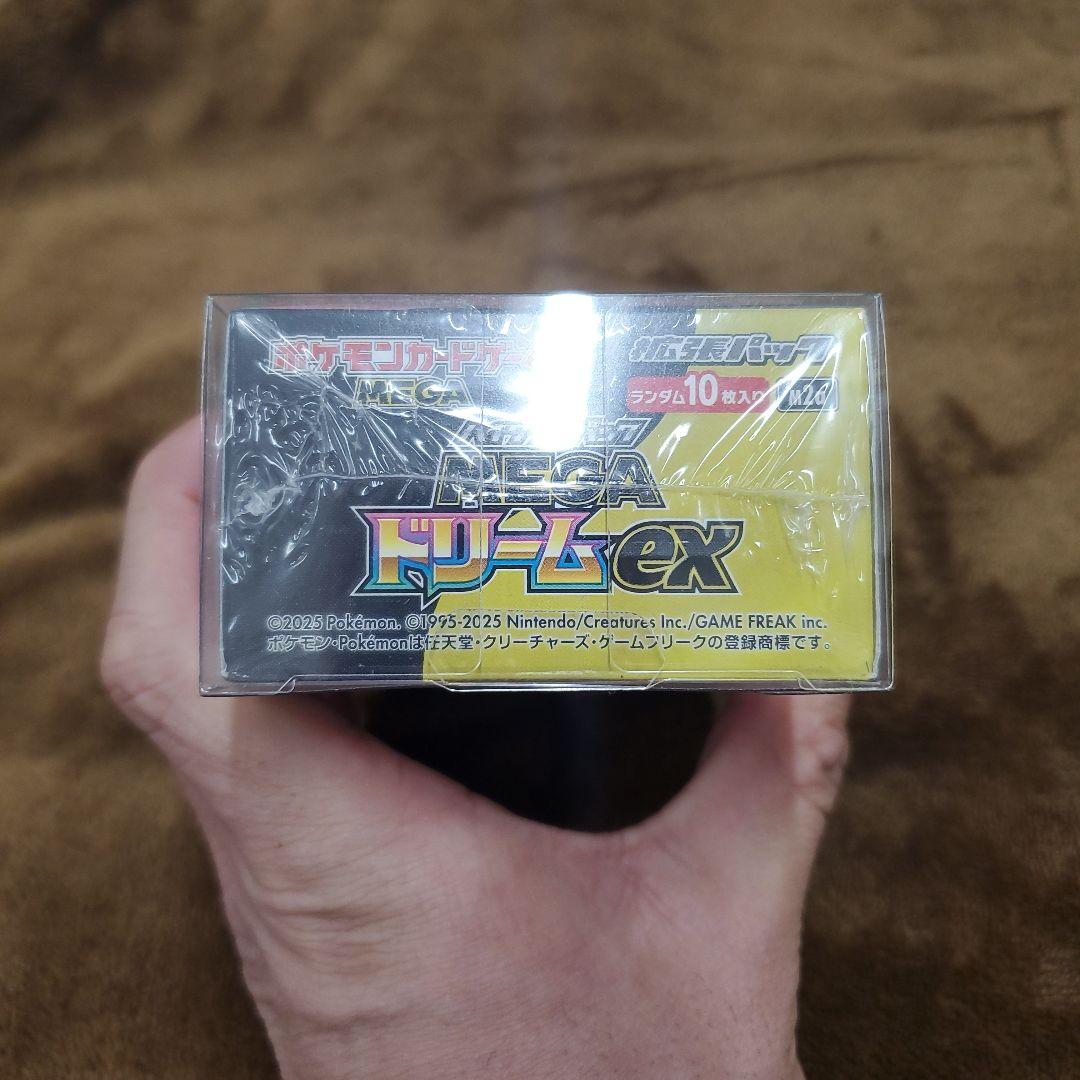 ポケモンカードゲー
拡張パック
MEGA
ランダム10枚入り
MEGA
ドリームex
©2025 Pokémon. ©1995-2025 Nintendo/Creatures Inc./GAME FREAK inc.
ポケモン・Pokémonは任天堂・クリーチャーズ・ゲームフリークの登録商標です。